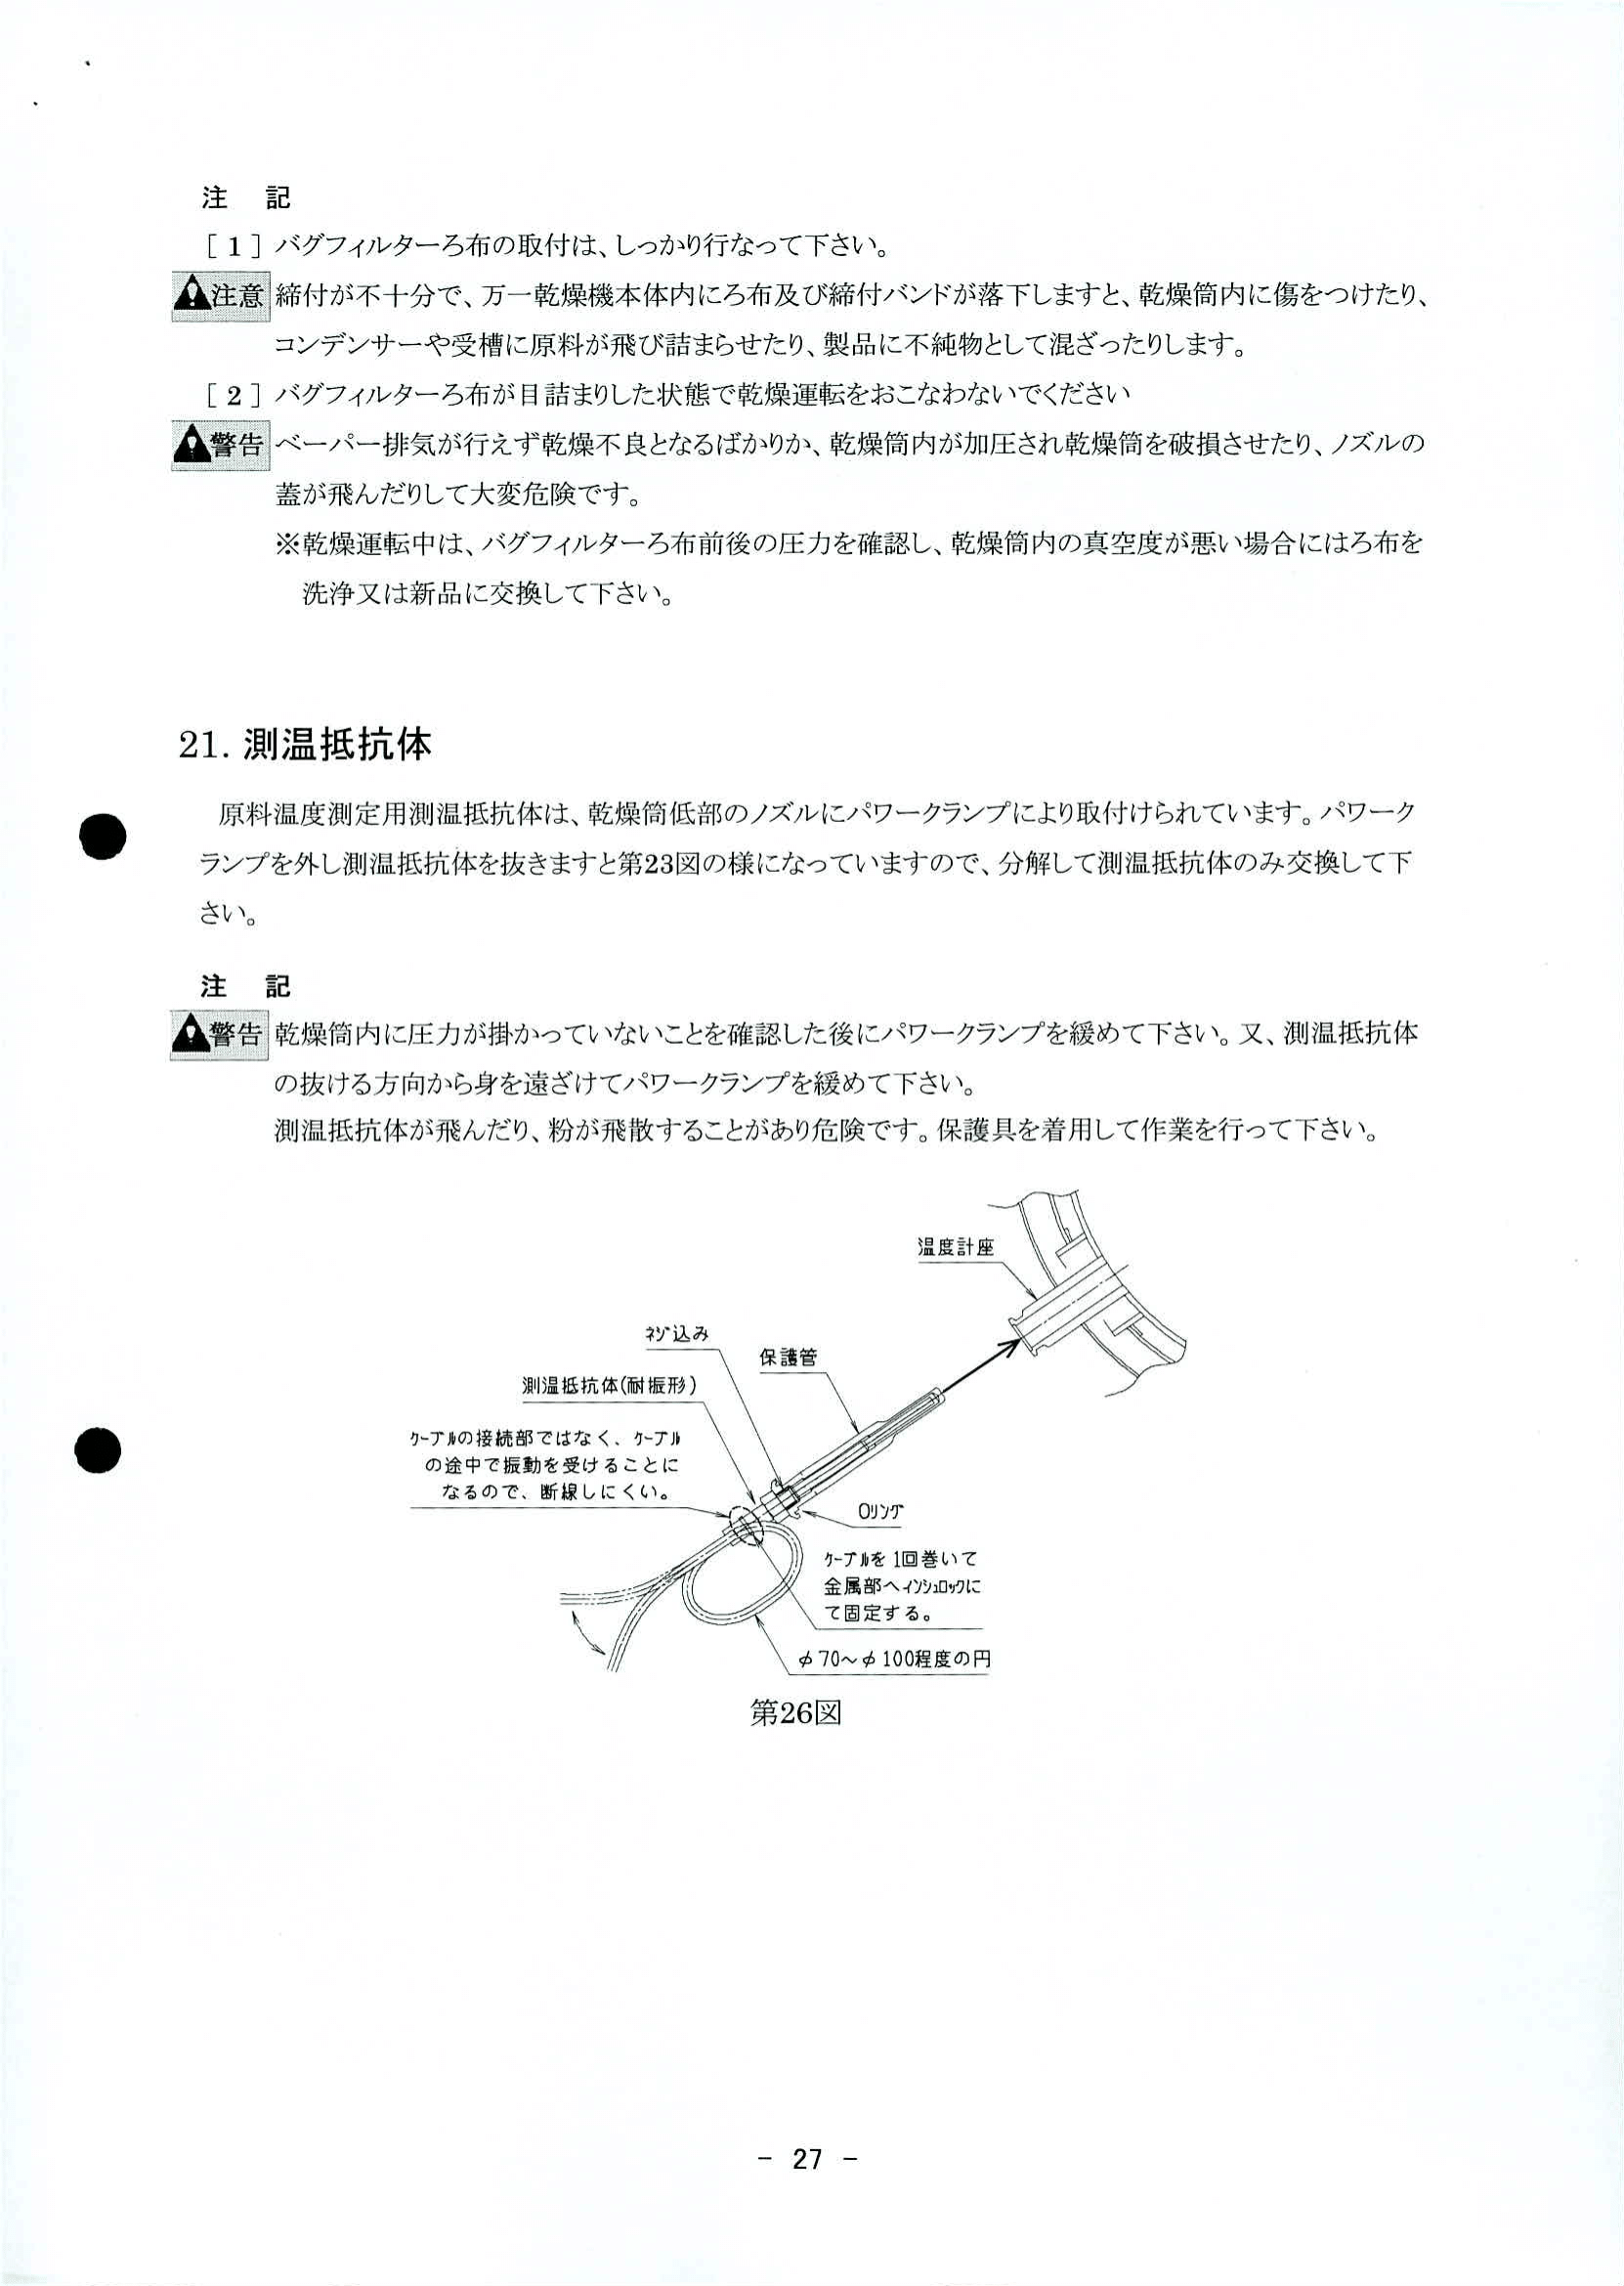 注　記
［１］バグフィルターろ布の取付は、しっかり行なって下さい。
注意 締付が不十分で、万一乾燥機本体内にろ布及び締付バンドが落下しますと、乾燥筒内に傷をつけたり、
コンデンサーや受槽に原料が飛び詰まらせたり、製品に不純物として混ざったりします。
［２］バグフィルターろ布が目詰まりした状態で乾燥運転をおこなわないでください
警告 ベーパー排気が行えず乾燥不良となるばかりか、乾燥筒内が加圧され乾燥筒を破損させたり、ノズルの
蓋が飛んだりして大変危険です。
※乾燥運転中は、バグフィルターろ布前後の圧力を確認し、乾燥筒内の真空度が悪い場合にはろ布を
洗浄又は新品に交換して下さい。
21. 測温抵抗体
原料温度測定用測温抵抗体は、乾燥筒低部のノズルにパワークランプにより取付けられています。パワーク
ランプを外し測温抵抗体を抜きますと第23図の様になっていますので、分解して測温抵抗体のみ交換して下
さい。
注　記
警告 乾燥筒内に圧力が掛かっていないことを確認した後にパワークランプを緩めて下さい。又、測温抵抗体
の抜ける方向から身を遠ざけてパワークランプを緩めて下さい。
測温抵抗体が飛んだり、粉が飛散することがあり危険です。保護具を着用して作業を行って下さい。
温度計座
ﾈｼﾞ込み
保護管
測温抵抗体(耐振形)
ｹｰﾌﾞﾙの接続部ではなく、ｹｰﾌﾞﾙ
の途中で振動を受けることに
なるので、断線しにくい。
Oﾘﾝｸﾞ
ｹｰﾌﾞﾙを1回巻いて
金属部へｲﾝｼｭﾛｯｸに
て固定する。
φ70～φ100程度の円
第26図
- 27 -